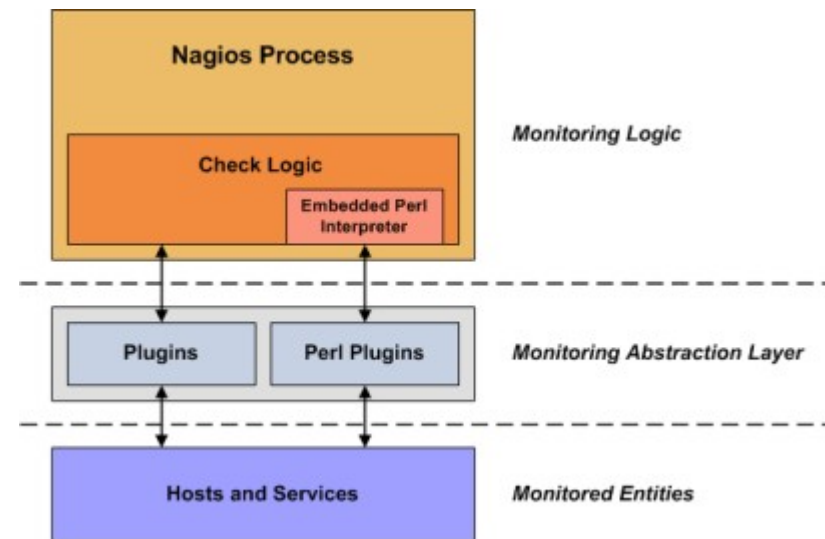 Nagios Process
Monitoring Logic
Check Logic
Embedded Perl
Interpreter
Plugins
Perl Plugins
Monitoring Abstraction Layer
Hosts and Services
Monitored Entities